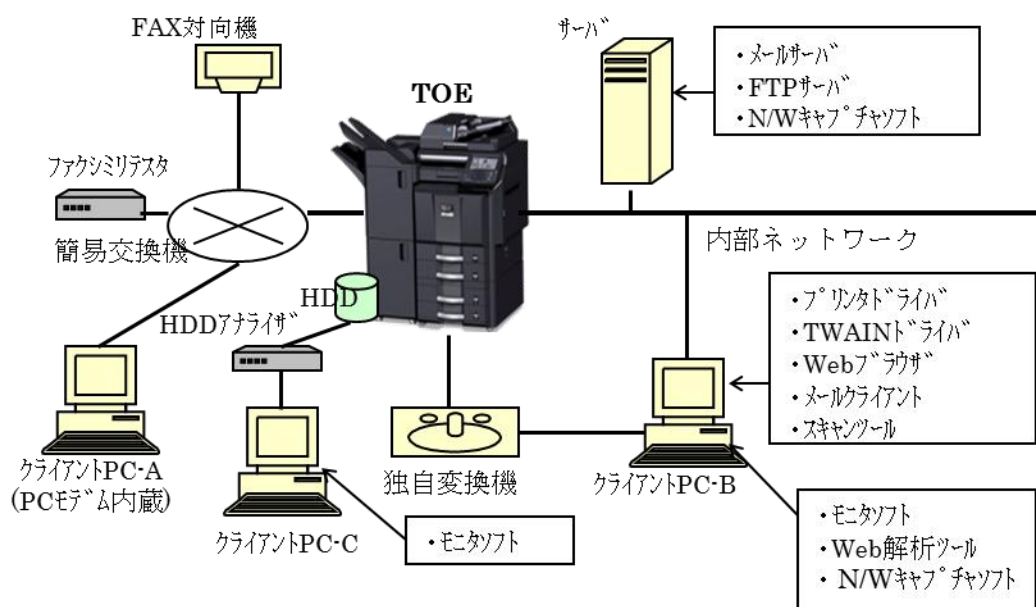 FAX対向機
サーバ
・メールサーバ
・FTPサーバ
・N/Wキャプチャソフト
TOE
ファクシミリテスタ
簡易交換機
内部ネットワーク
HDD
HDDアナライザ
・プリンタドライバ
・TWAINドライバ
・Webブラウザ
・メールクライアント
・スキャンツール
クライアントPC-A
(PCモデム内蔵)
クライアントPC-C
・モニタソフト
独自変換機
クライアントPC-B
・モニタソフト
・Web解析ツール
・N/Wキャプチャソフト